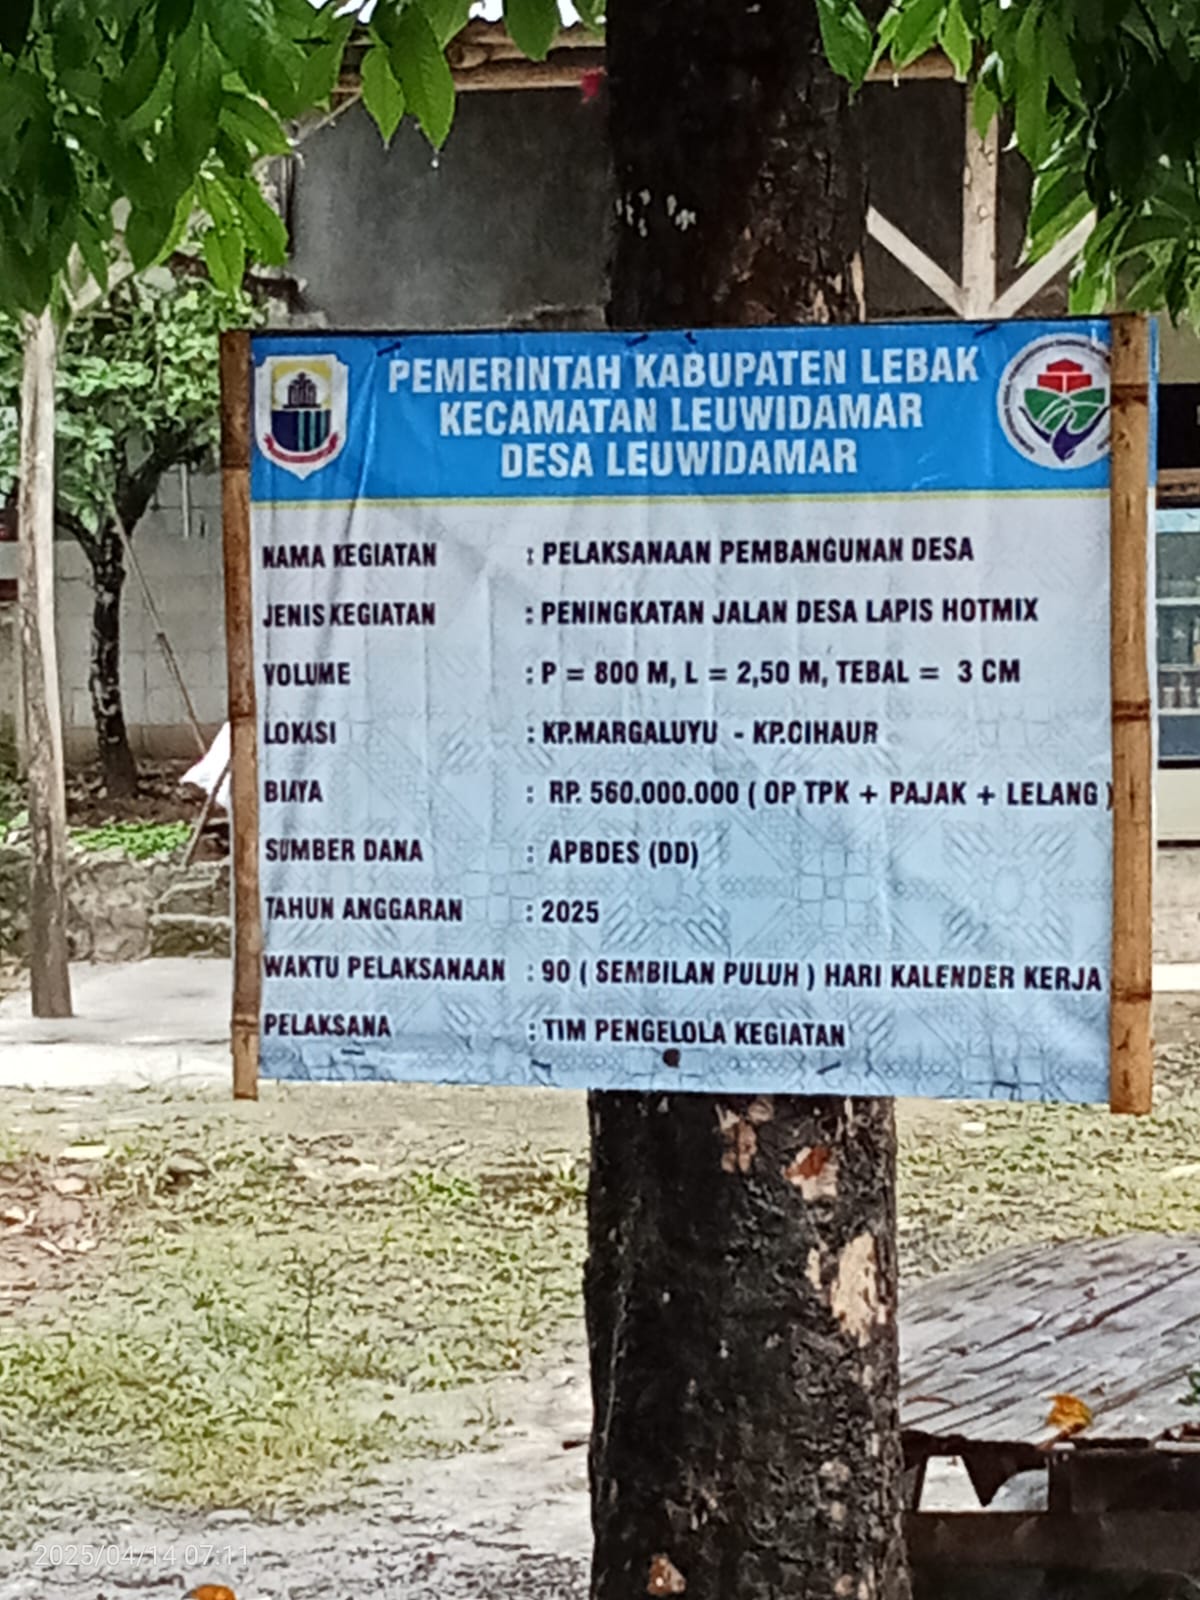 PEMERINTAH KABUPATEN LEBAK
KECAMATAN LEUWIDAMAR
DESA LEUWIDAMAR
NAMA KEGIATAN : PELAKSANAAN PEMBANGUNAN DESA
JENIS KEGIATAN : PENINGKATAN JALAN DESA LAPIS HOTMIX
VOLUME : P = 800 M, L = 2,50 M, TEBAL = 3 CM
LOKASI : KP.MARGALUYU - KP.CIHAUR
BIAYA : RP. 560.000.000 ( OP TPK + PAJAK + LELANG )
SUMBER DANA : APBDES (DD)
TAHUN ANGGARAN : 2025
WAKTU PELAKSANAAN : 90 ( SEMBILAN PULUH ) HARI KALENDER KERJA
PELAKSANA : TIM PENGELOLA KEGIATAN
2025/04/14 07:11